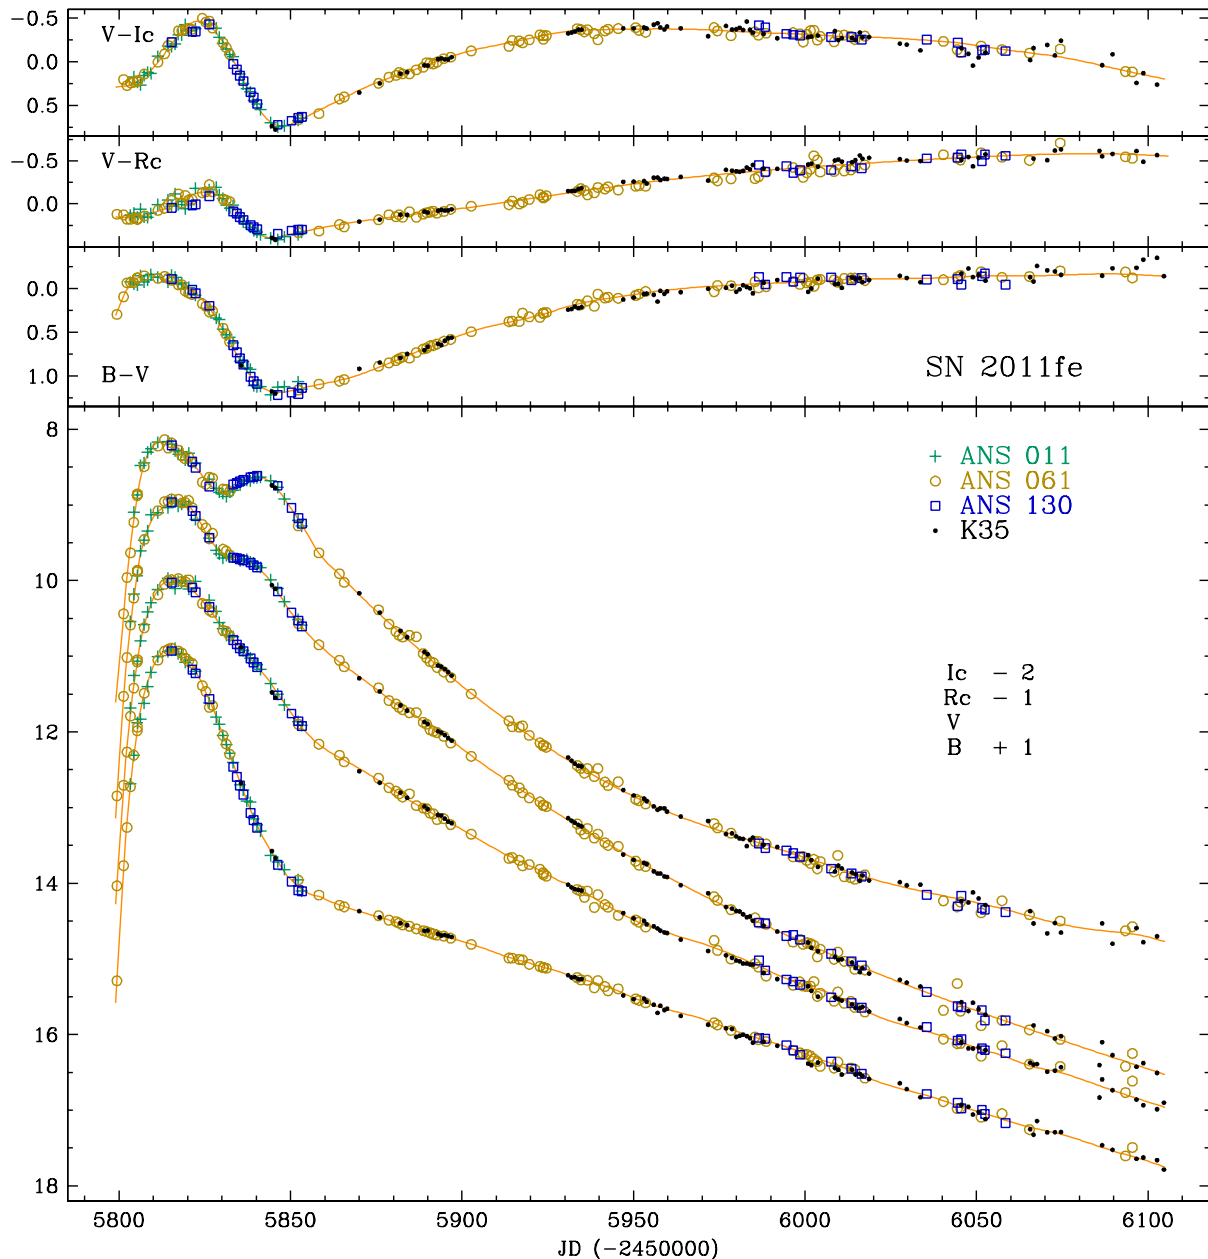 −0.5
V−Ic
0.0
0.5
−0.5
V−Rc
0.0
0.0
0.5
1.0
B−V
SN 2011fe
8
+ ANS 011
ANS 061
ANS 130
K35
10
Ic − 2
Rc − 1
V
B + 1
12
14
16
18
5800 5850 5900 5950 6000 6050 6100
JD (−2450000)